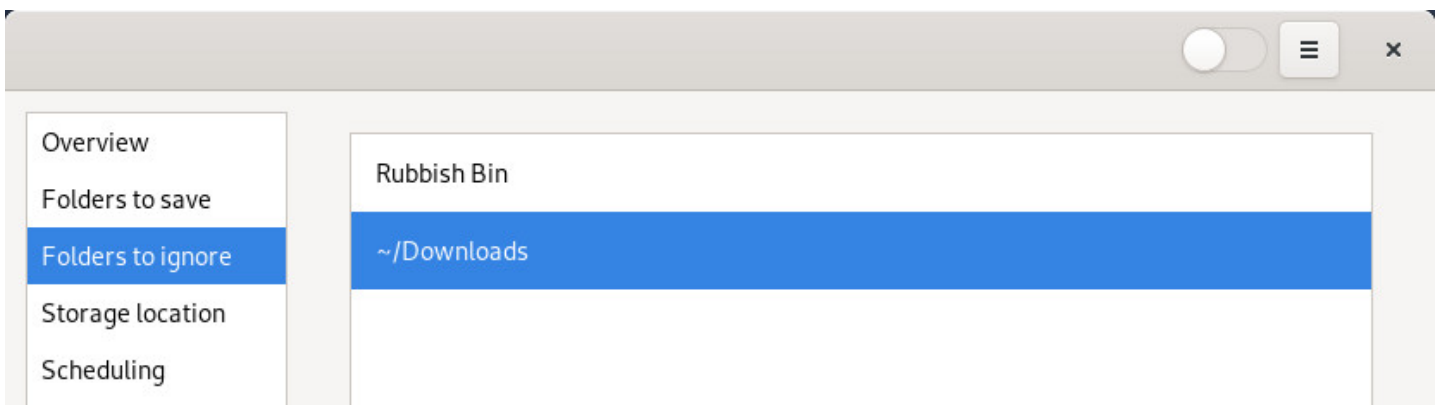 Overview
Folders to save
Folders to ignore
Storage location
Scheduling
Rubbish Bin
~/Downloads